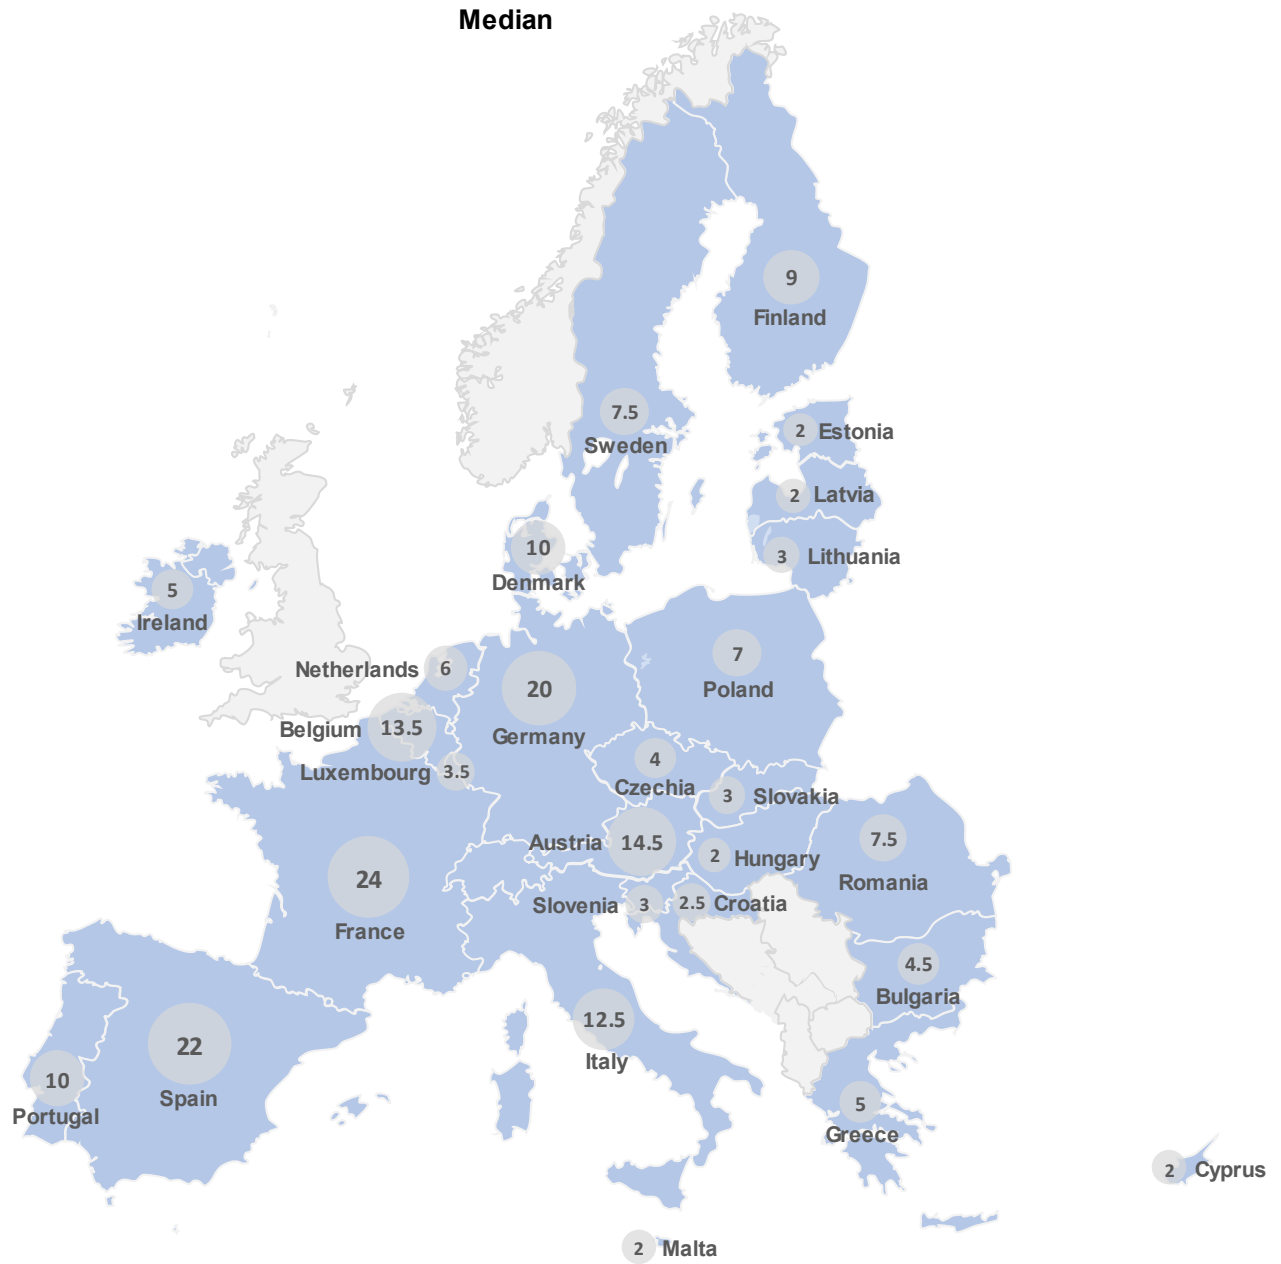 Median
9
Finland
7.5
Sweden
2 Estonia
2 Latvia
3 Lithuania
10
Denmark
5
Ireland
Netherlands 6
7
Poland
20
Germany
Belgium 13.5
Luxembourg 3.5
4
Czechia
3 Slovakia
Austria 14.5
2 Hungary
7.5
Romania
24
France
Slovenia 3
2.5 Croatia
4.5
Bulgaria
12.5
Italy
22
Spain
10
Portugal
5
Greece
2 Cyprus
2 Malta